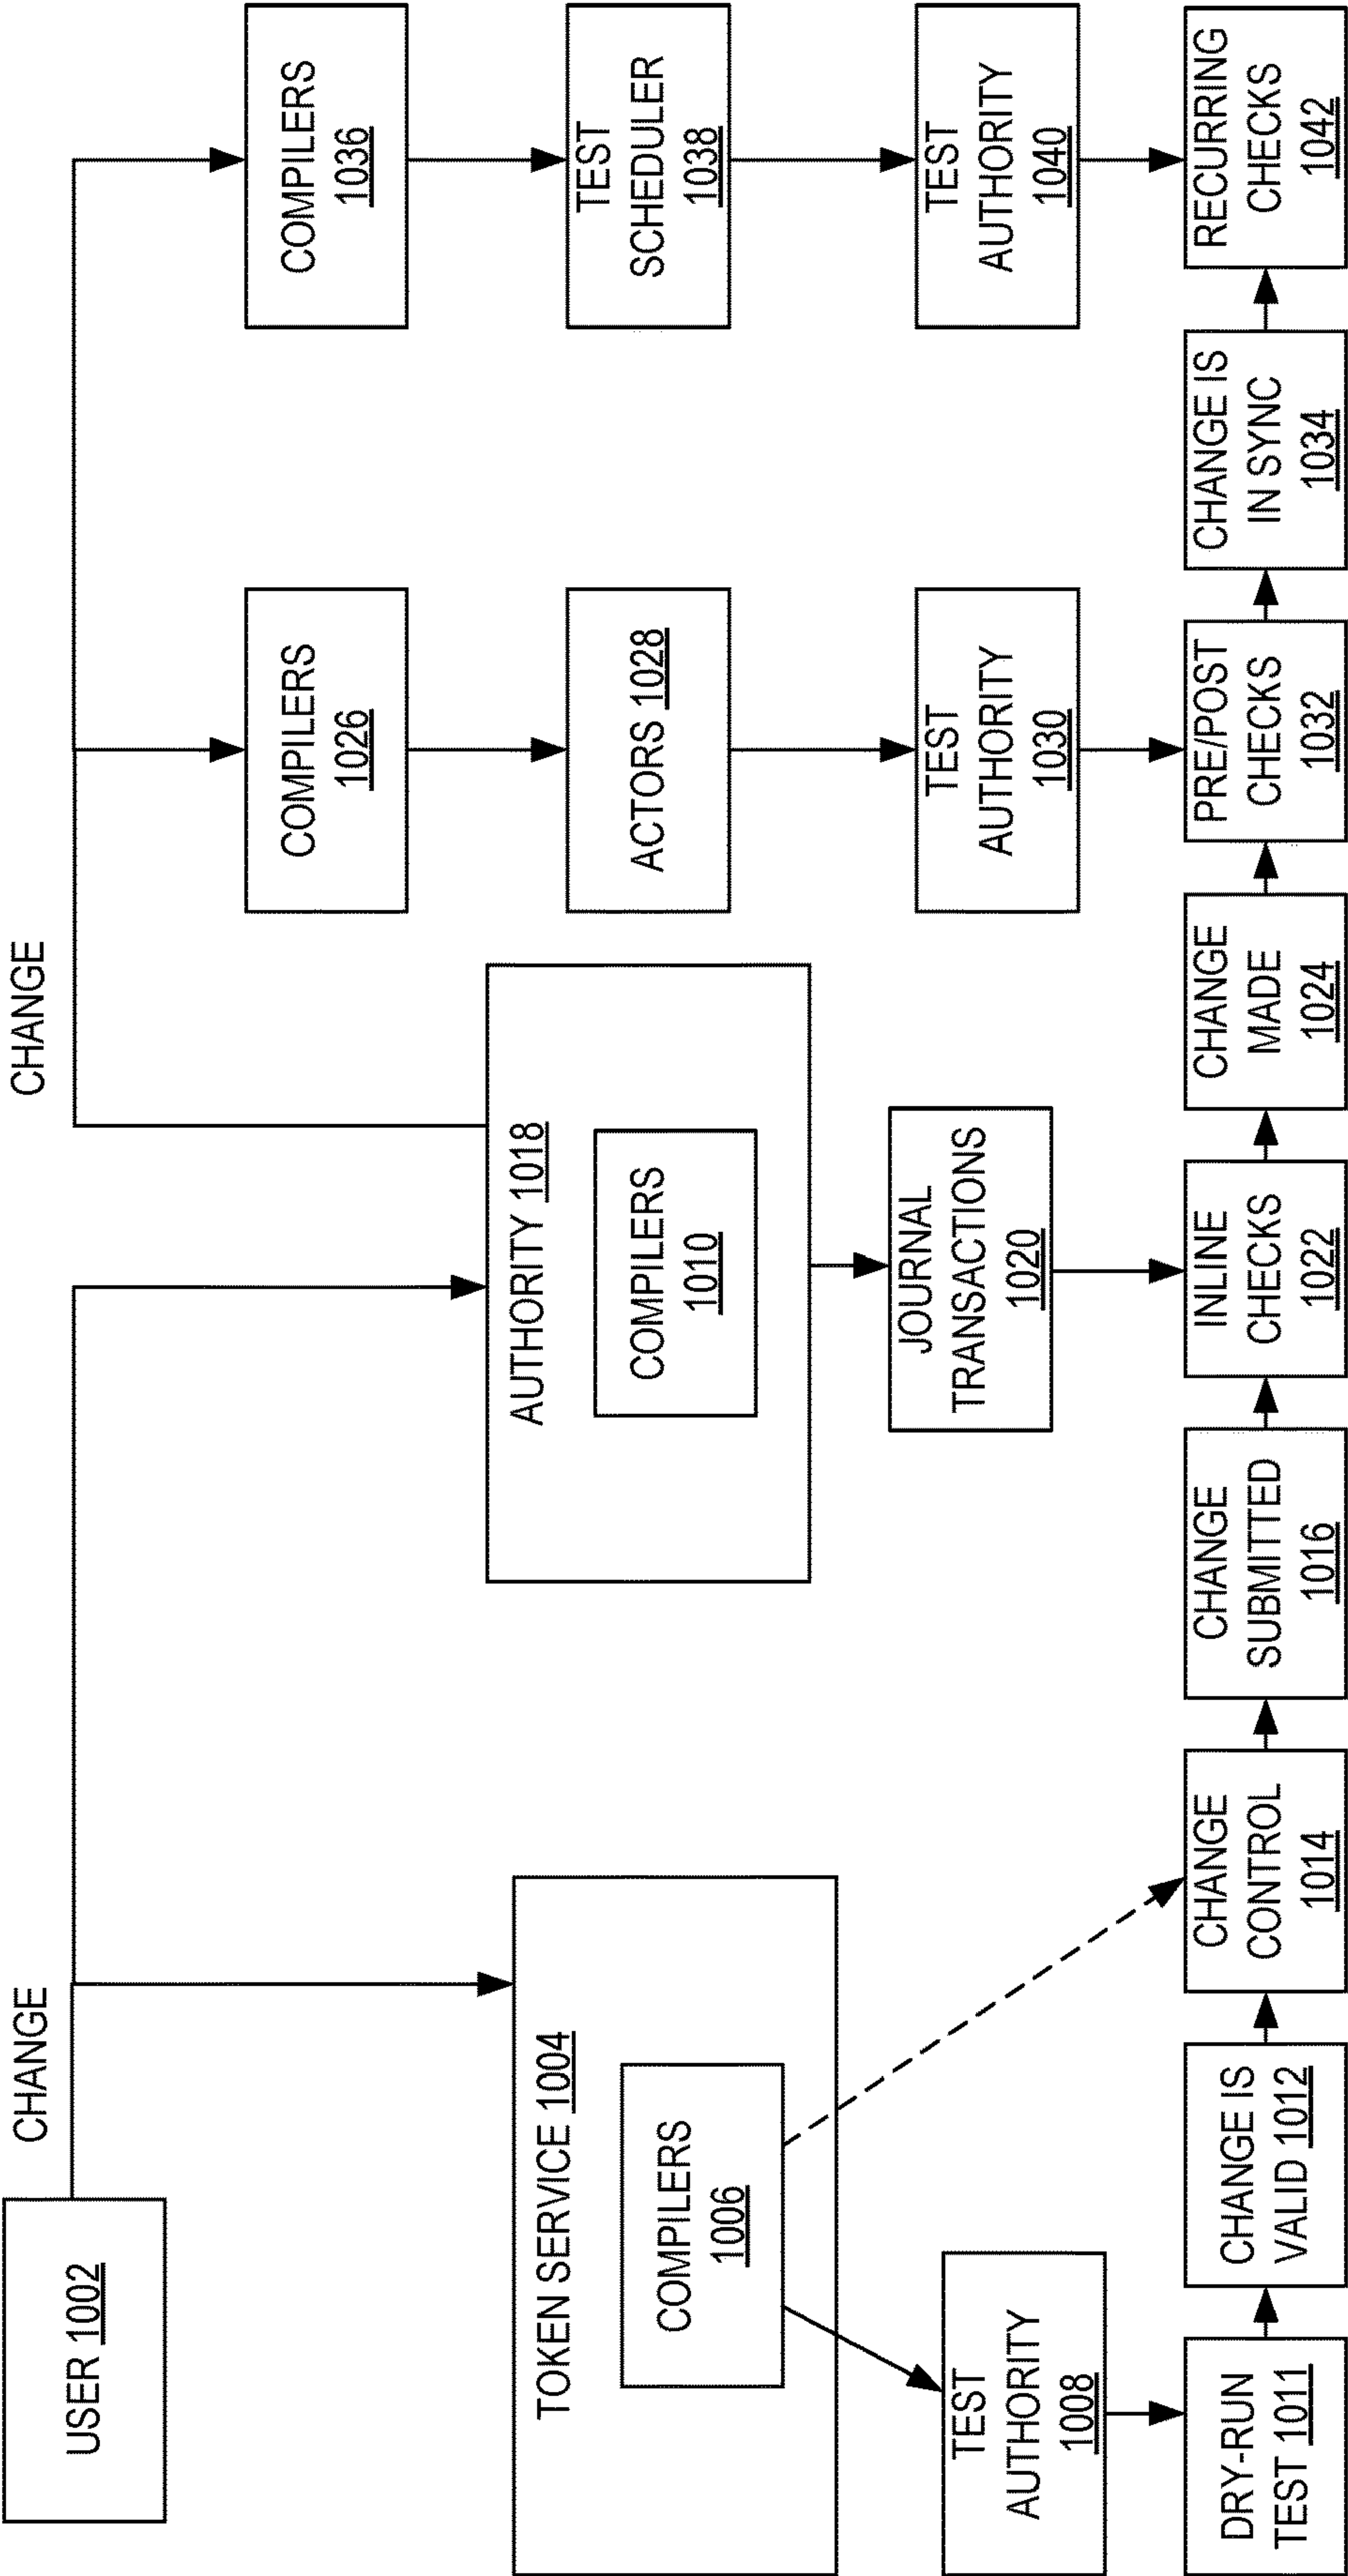 USER 1002
CHANGE
CHANGE
TOKEN SERVICE 1004
COMPILERS
1006
TEST
AUTHORITY
1008
AUTHORITY 1018
COMPILERS
1010
JOURNAL
TRANSACTIONS
1020
COMPILERS
1026
ACTORS 1028
TEST
AUTHORITY
1030
COMPILERS
1036
TEST
SCHEDULER
1038
TEST
AUTHORITY
1040
DRY-RUN
TEST 1011
CHANGE IS
VALID 1012
CHANGE
CONTROL
1014
CHANGE
SUBMITTED
1016
INLINE
CHECKS
1022
CHANGE
MADE
1024
PRE/POST
CHECKS
1032
CHANGE IS
IN SYNC
1034
RECURRING
CHECKS
1042